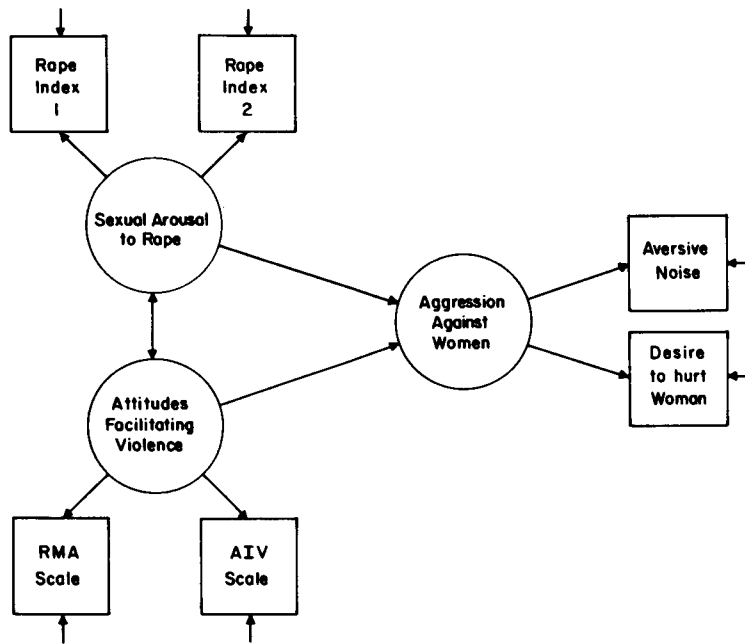 Rape
Index
1
Rape
Index
2
Sexual Arousal
to Rape
Aversive
Noise
Aggression
Against
Women
Desire
to hurt
Woman
Attitudes
Facilitating
Violence
RMA
Scale
AIV
Scale